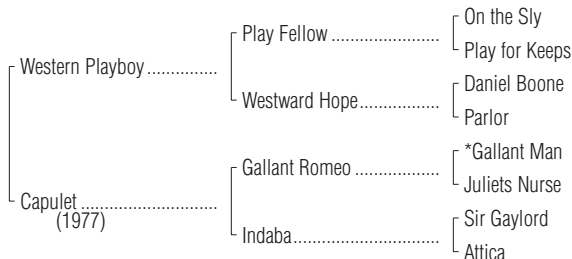 On the Sly
Play Fellow ......................
Play for Keeps
Western Playboy ...............
Daniel Boone
Westward Hope...................
Parlor
*Gallant Man
Gallant Romeo ....................
Juliets Nurse
Capulet .............................
(1977)
Sir Gaylord
Indaba..................................
Attica